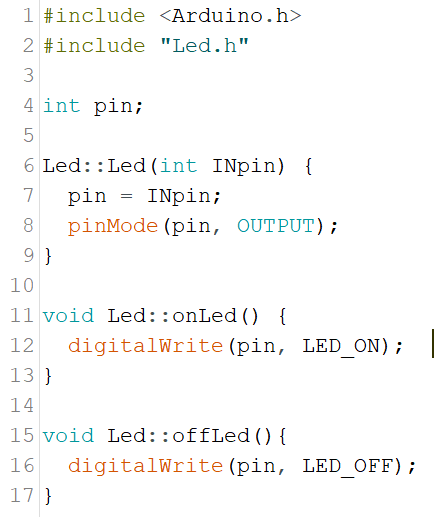 1 #include <Arduino.h>
2 #include "Led.h"
3
4 int pin;
5
6 Led::Led(int INpin) {
7   pin = INpin;
8   pinMode(pin, OUTPUT);
9 }
10
11 void Led::onLed() {
12   digitalWrite(pin, LED_ON);
13 }
14
15 void Led::offLed(){
16   digitalWrite(pin, LED_OFF);
17 }